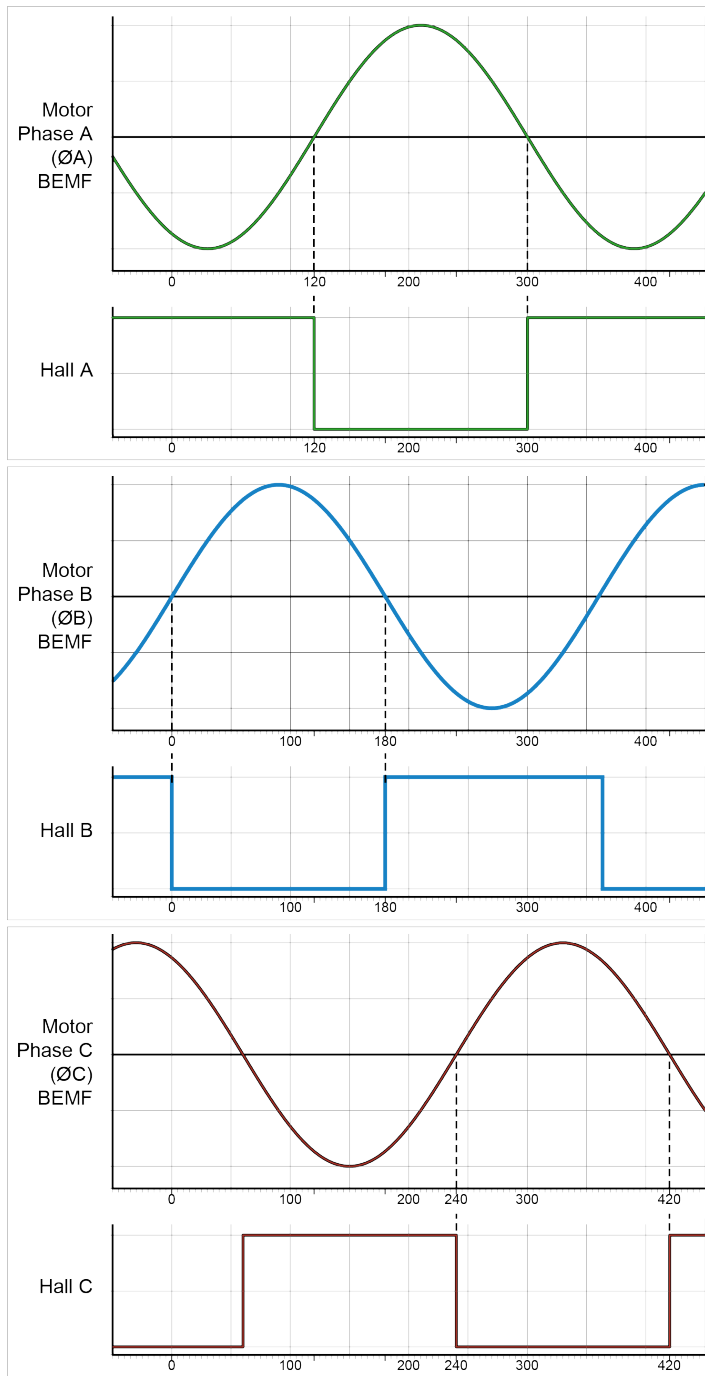 Motor
Phase A
(ØA)
BEMF
0 120 200 300 400
Hall A
0 120 200 300 400
Motor
Phase B
(ØB)
BEMF
0 100 180 300 400
Hall B
0 100 180 300 400
Motor
Phase C
(ØC)
BEMF
0 100 200 240 300 420
Hall C
0 100 200 240 300 420